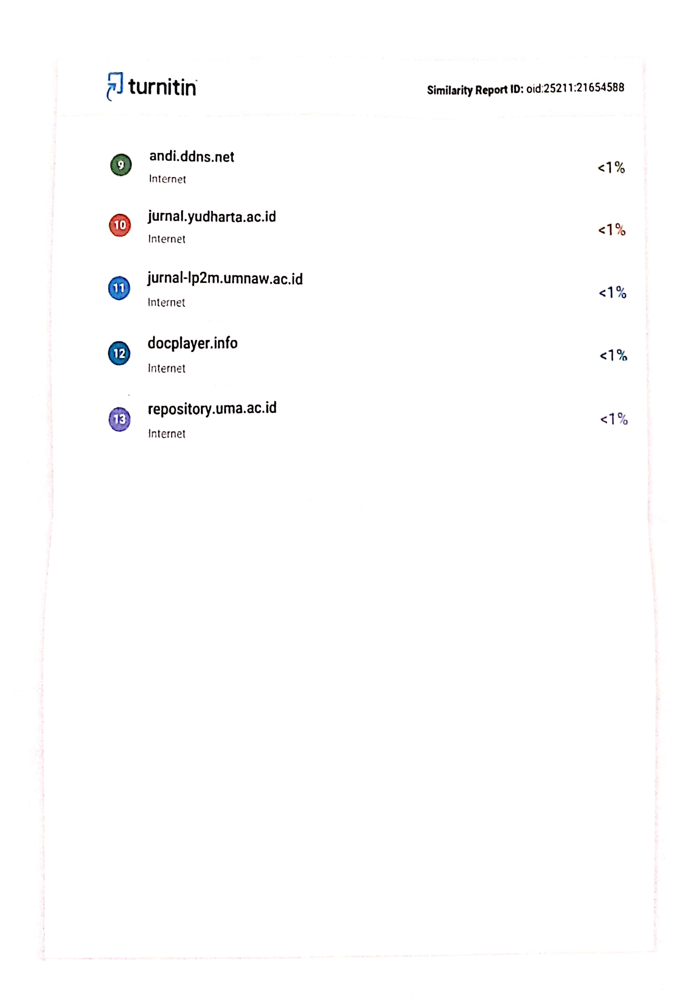 turnitin
Similarity Report ID: oid:25211:21654588
9
andi.ddns.net
Internet
<1%
10
jurnal.yudharta.ac.id
Internet
<1%
11
jurnal-lp2m.umnaw.ac.id
Internet
<1%
12
docplayer.info
Internet
<1%
13
repository.uma.ac.id
Internet
<1%